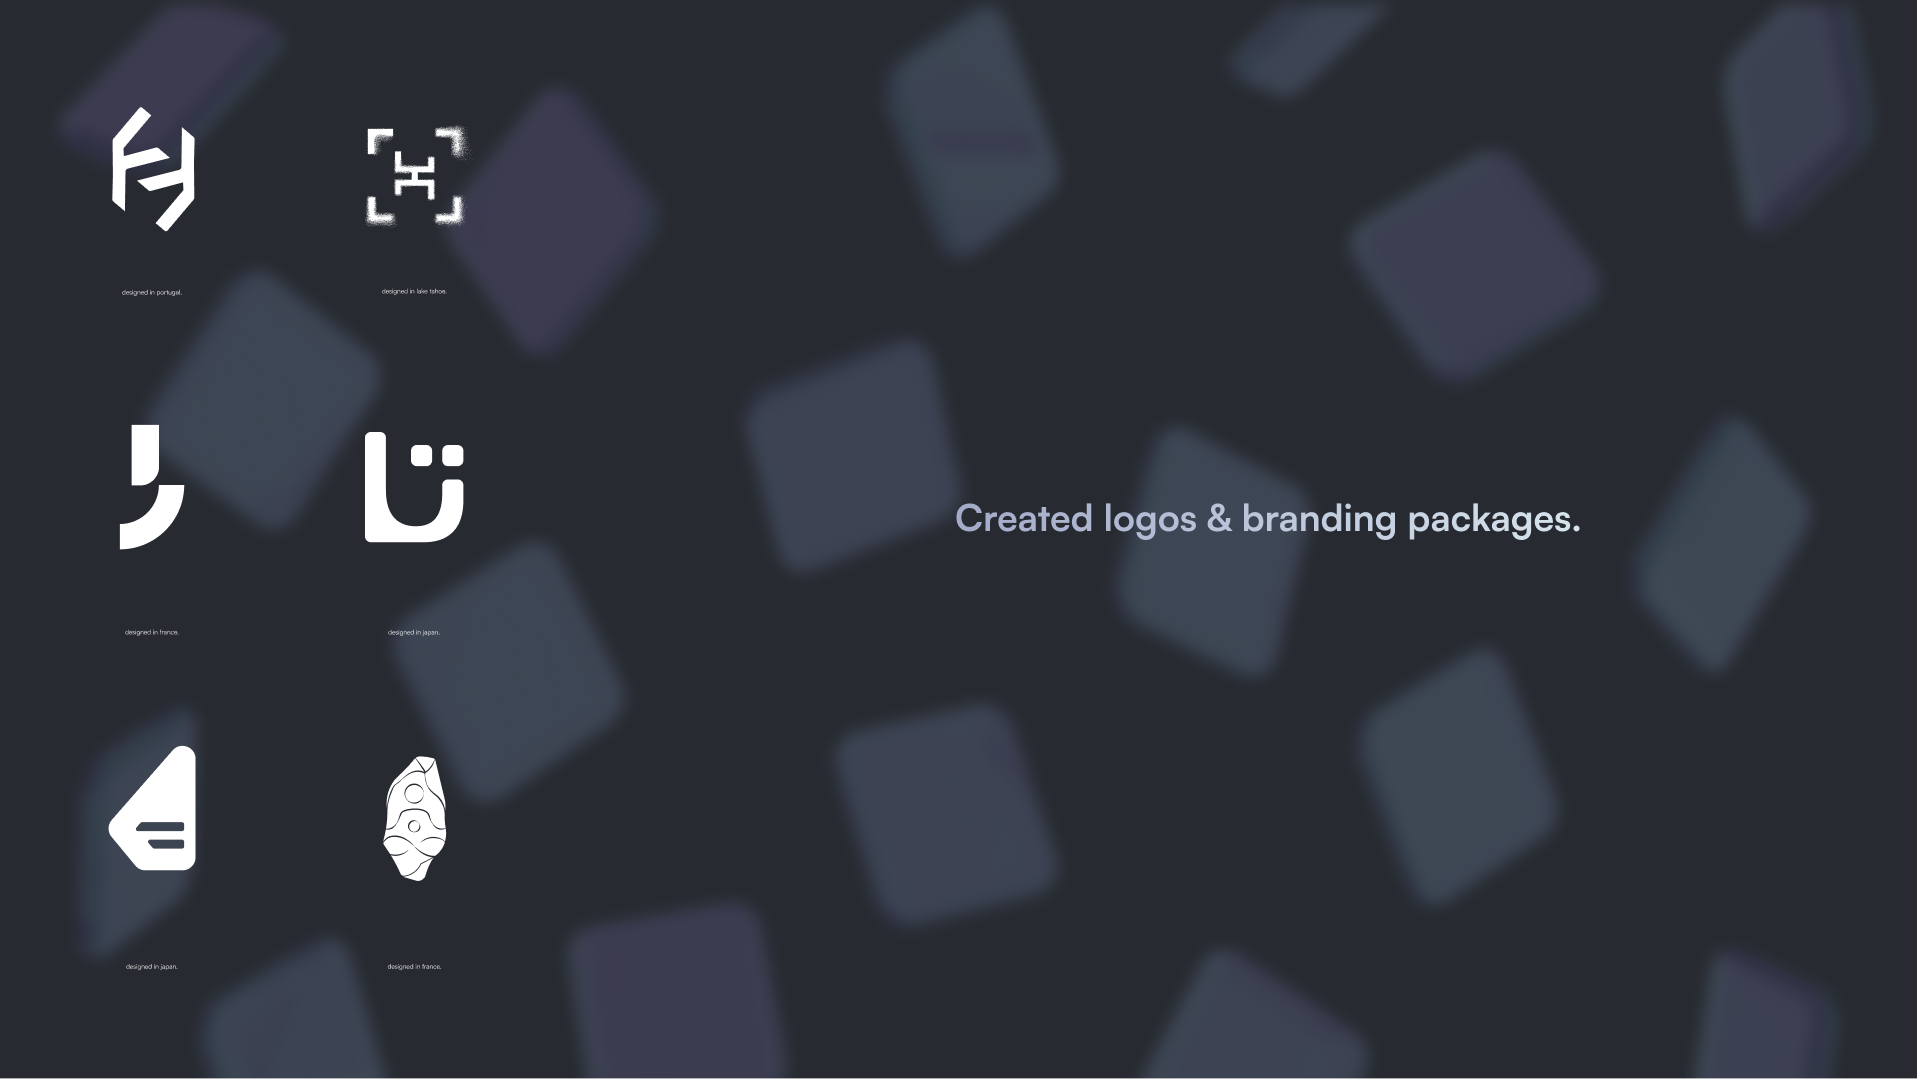 designed in portugal.
designed in lake tahoe.
designed in france.
designed in japan.
Created logos & branding packages.
designed in japan.
designed in france.